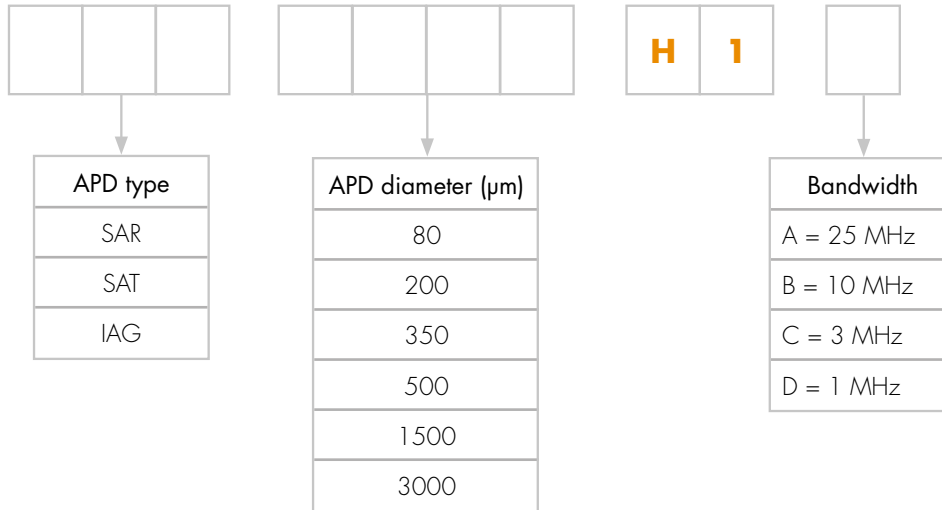 H 1
APD type
SAR
SAT
IAG
APD diameter (µm)
80
200
350
500
1500
3000
Bandwidth
A = 25 MHz
B = 10 MHz
C = 3 MHz
D = 1 MHz